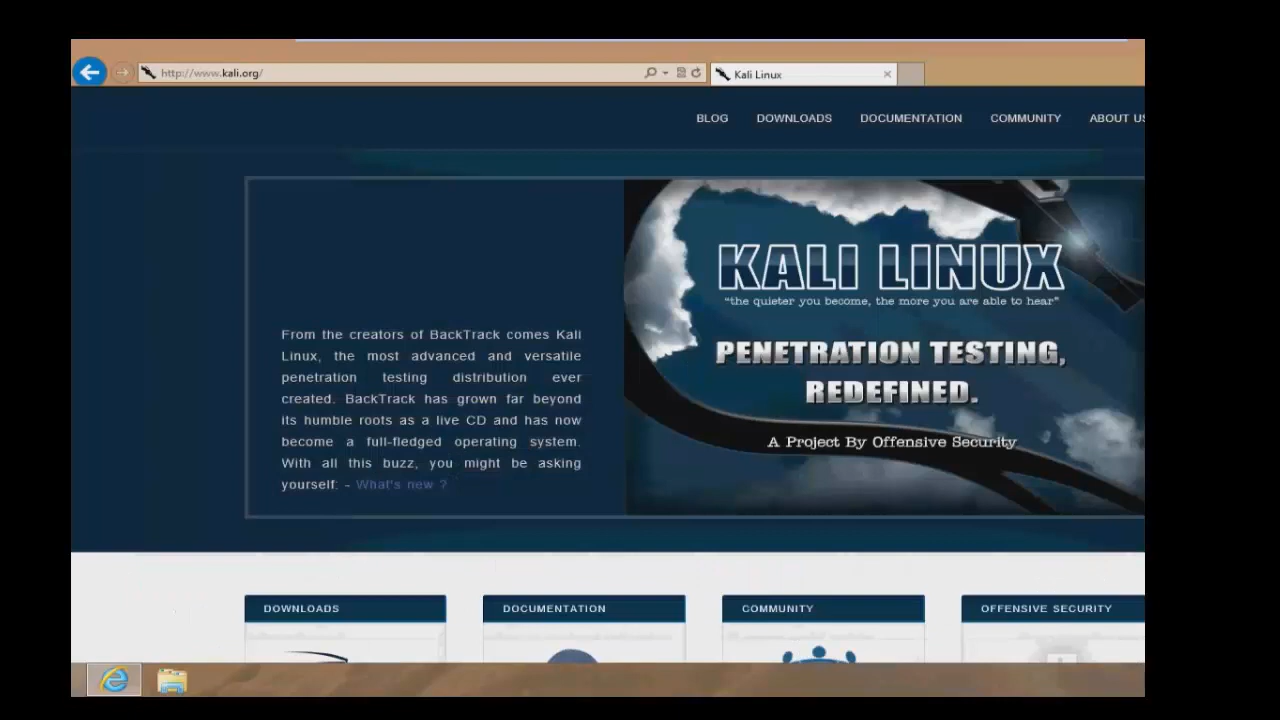 http://www.kali.org/
Kali Linux
BLOG DOWNLOADS DOCUMENTATION COMMUNITY ABOUT US
From the creators of BackTrack comes Kali
Linux, the most advanced and versatile
penetration testing distribution ever
created. BackTrack has grown far beyond
its humble roots as a live CD and has now
become a full-fledged operating system.
With all this buzz, you might be asking
yourself: - What's new ?
KALI LINUX
"the quieter you become, the more you are able to hear"
PENETRATION TESTING,
REDEFINED.
A Project By Offensive Security
DOWNLOADS
DOCUMENTATION
COMMUNITY
OFFENSIVE SECURITY